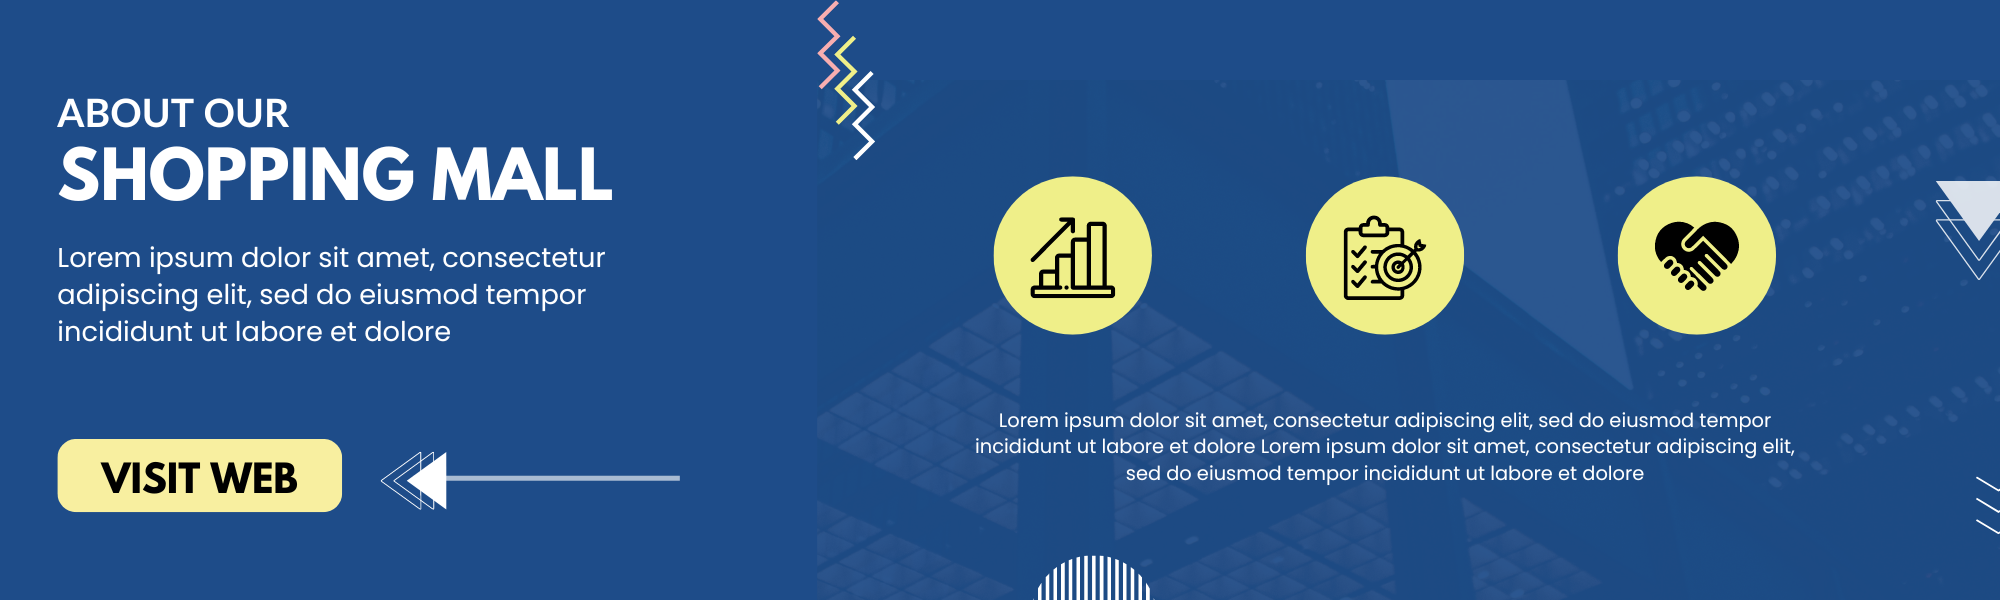 ABOUT OUR
SHOPPING MALL
Lorem ipsum dolor sit amet, consectetur
adipiscing elit, sed do eiusmod tempor
incididunt ut labore et dolore
VISIT WEB
Lorem ipsum dolor sit amet, consectetur adipiscing elit, sed do eiusmod tempor
incididunt ut labore et dolore Lorem ipsum dolor sit amet, consectetur adipiscing elit,
sed do eiusmod tempor incididunt ut labore et dolore